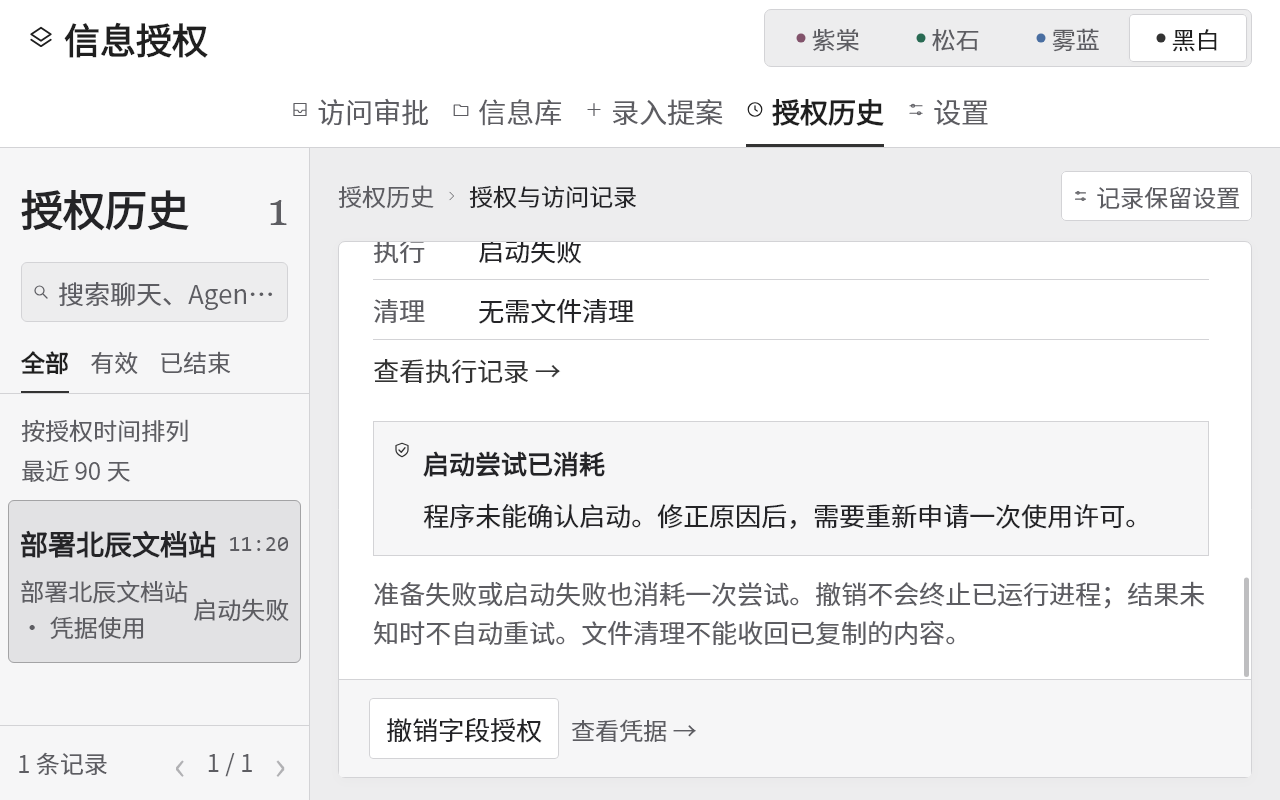 信息授权
紫棠 松石 雾蓝 黑白
访问审批 信息库 录入提案 授权历史 设置
授权历史 1
搜索聊天、Agen…
全部 有效 已结束
按授权时间排列
最近 90 天
部署北辰文档站 11:20
部署北辰文档站
· 凭据使用
启动失败
1 条记录 ‹ 1 / 1 ›
授权历史 › 授权与访问记录
记录保留设置
执行 启动失败
清理 无需文件清理
查看执行记录 →
启动尝试已消耗
程序未能确认启动。修正原因后，需要重新申请一次使用许可。
准备失败或启动失败也消耗一次尝试。撤销不会终止已运行进程；结果未
知时不自动重试。文件清理不能收回已复制的内容。
撤销字段授权 查看凭据 →